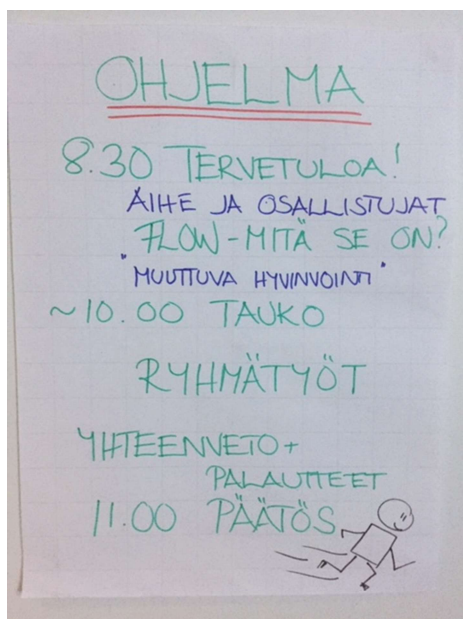 OHJELMA
8.30 TERVETULOA!
AIHE JA OSALLISTUJAT
FLOW - MITÄ SE ON?
"MUUTTUVA HYVINVOINTI"
~10.00 TAUKO
RYHMÄTYÖT
YHTEENVETO +
PALAUTTEET
11.00 PÄÄTÖS